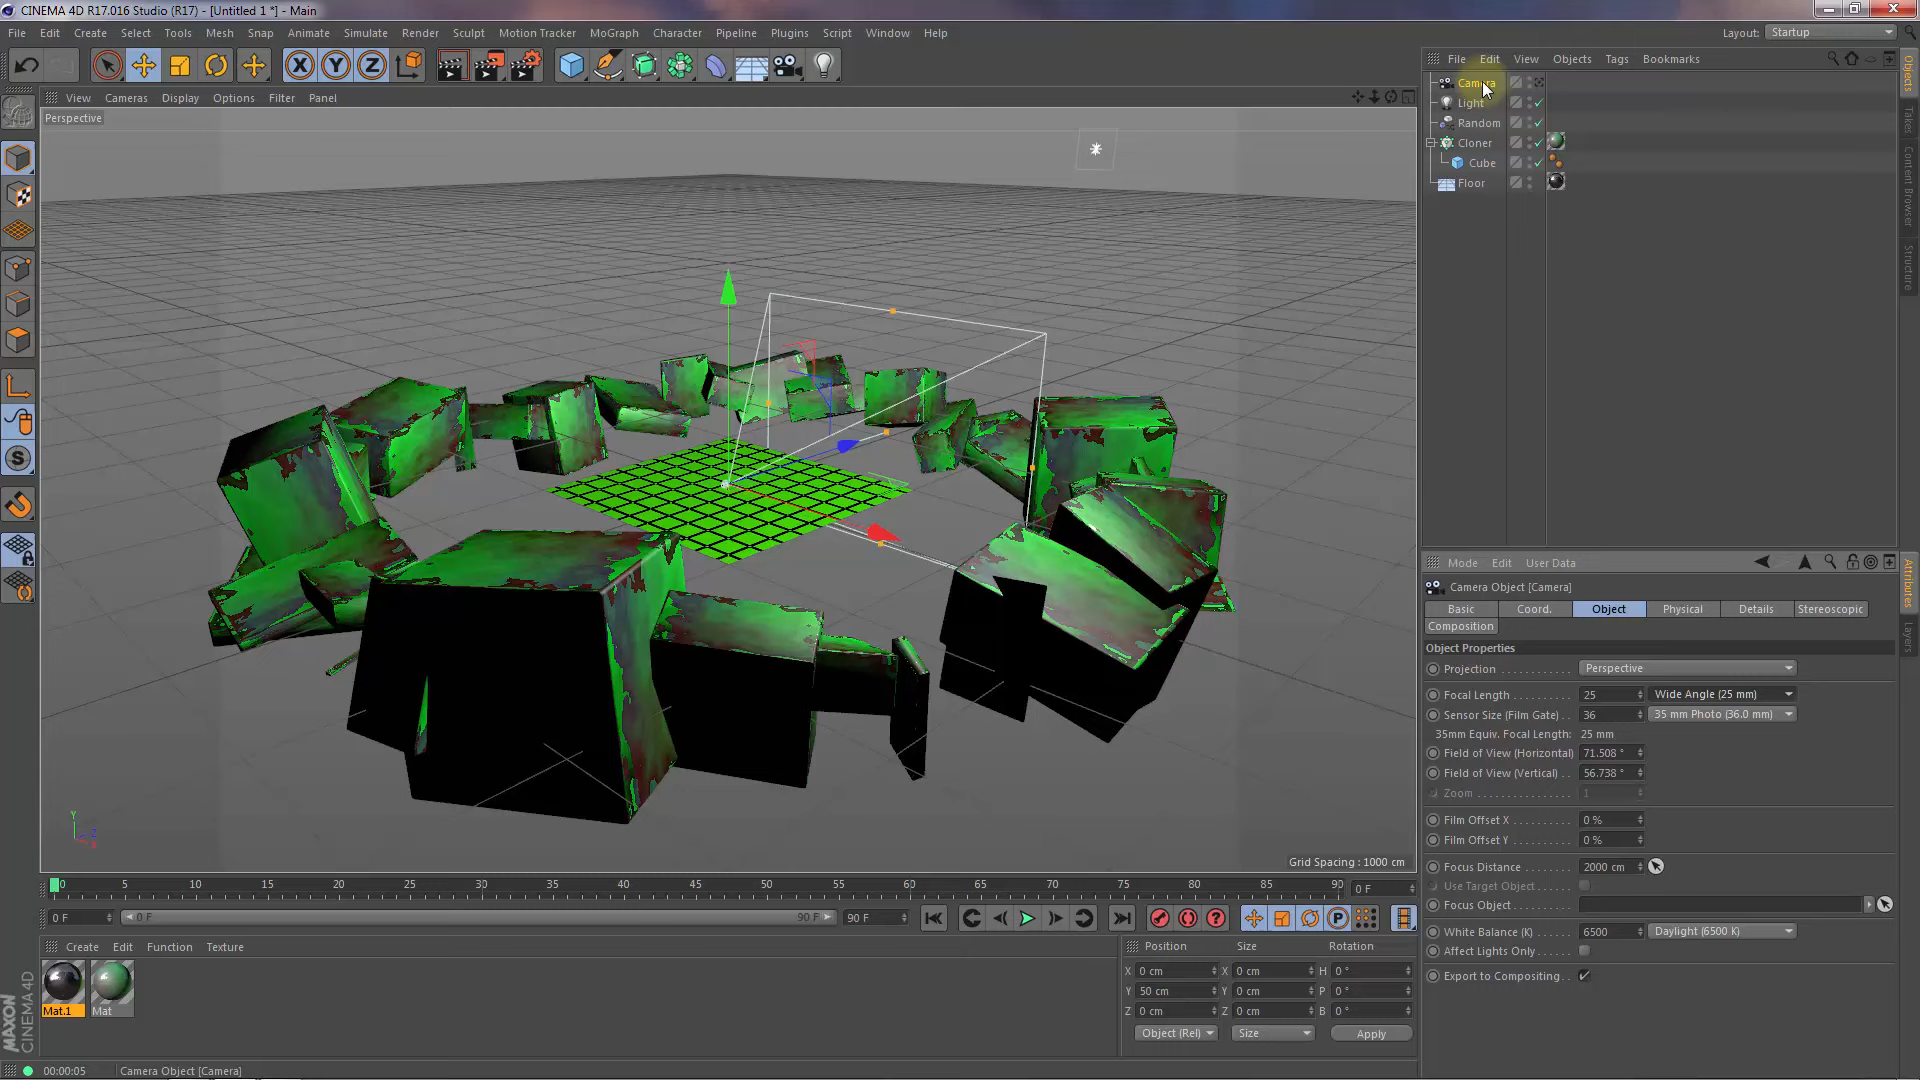 CINEMA 4D R17.016 Studio (R17) - [Untitled 1 *] - Main
File Edit Create Select Tools Mesh Snap Animate Simulate Render Sculpt Motion Tracker MoGraph Character Pipeline Plugins Script Window Help
Layout: Startup
X Y Z
File Edit View Objects Tags Bookmarks
View Cameras Display Options Filter Panel
Perspective
Camera
Light
Random
Cloner
Cube
Floor
Objects
Takes
Content Browser
Structure
Mode Edit User Data
Camera Object [Camera]
Basic Coord. Object Physical Details Stereoscopic
Composition
Object Properties
Projection Perspective
Focal Length 25 Wide Angle (25 mm)
Sensor Size (Film Gate) 36 35 mm Photo (36.0 mm)
35mm Equiv. Focal Length: 25 mm
Field of View (Horizontal) 71.508 °
Field of View (Vertical) 56.738 °
Zoom 1
Film Offset X 0 %
Film Offset Y 0 %
Focus Distance 2000 cm
Use Target Object
Focus Object
White Balance (K) 6500 Daylight (6500 K)
Affect Lights Only
Export to Compositing
Attributes
Layers
S
Y
Z
X
Grid Spacing : 1000 cm
0 5 10 15 20 25 30 35 40 45 50 55 60 65 70 75 80 85 90 0 F
0 F 0 F 90 F 90 F
P
Create Edit Function Texture
Mat.1 Mat
Position Size Rotation
X 0 cm X 0 cm H 0 °
Y 50 cm Y 0 cm P 0 °
Z 0 cm Z 0 cm B 0 °
Object (Rel) Size Apply
MAXON
CINEMA 4D
00:00:05 Camera Object [Camera]